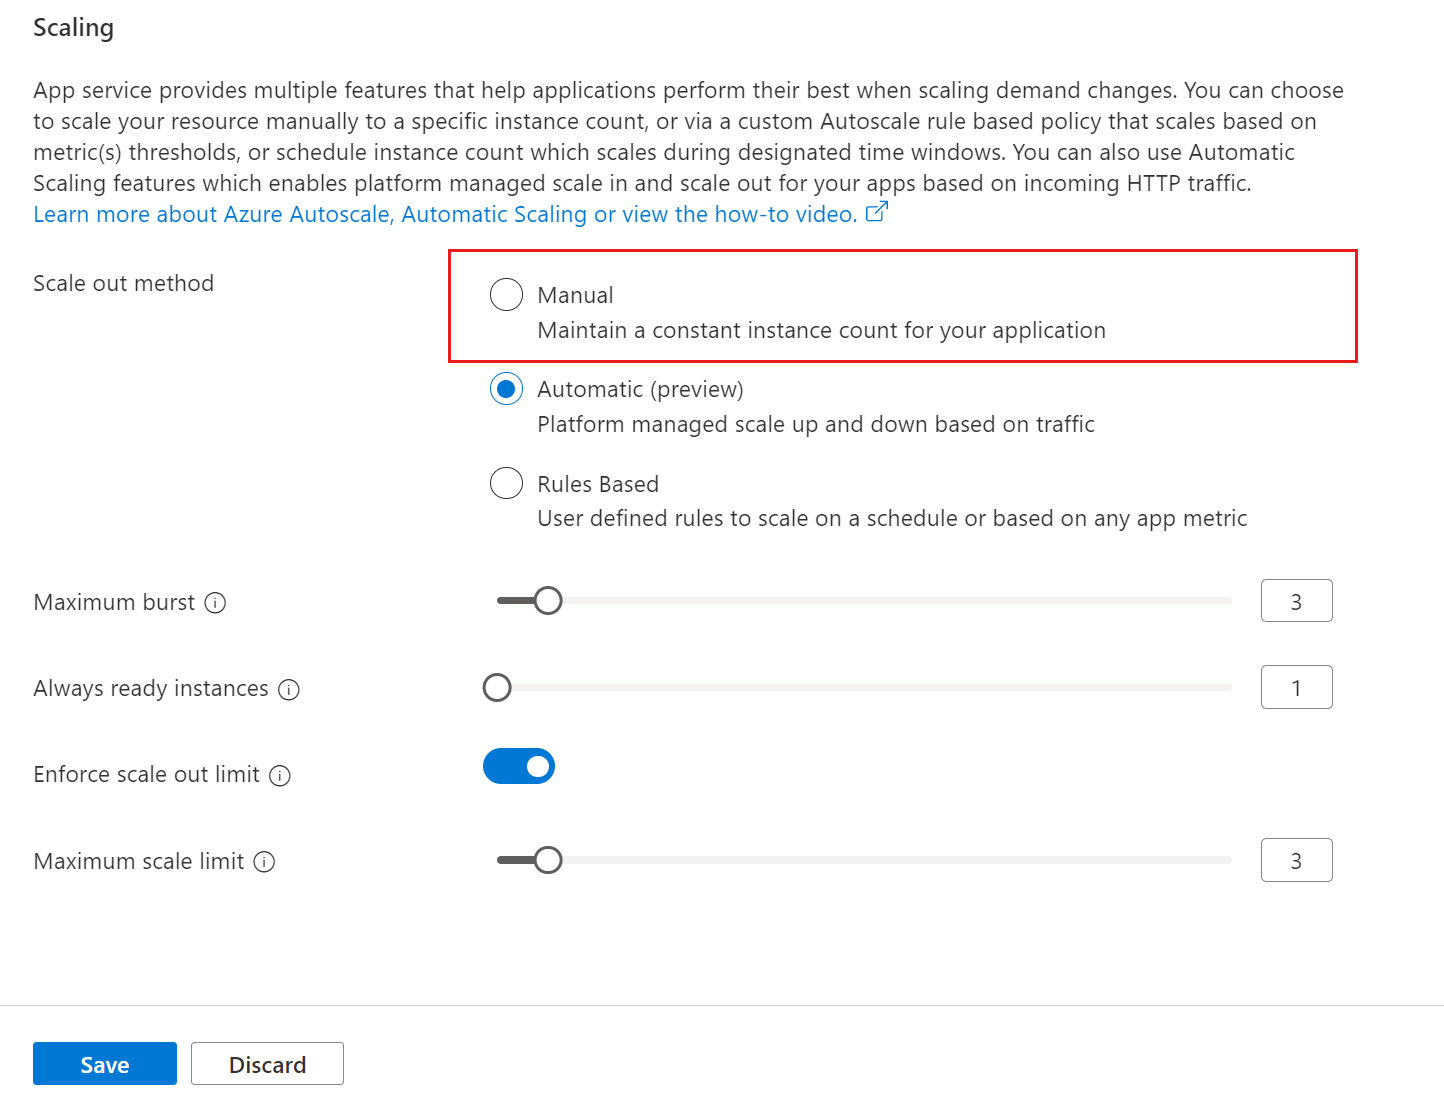 Scaling
App service provides multiple features that help applications perform their best when scaling demand changes. You can choose
to scale your resource manually to a specific instance count, or via a custom Autoscale rule based policy that scales based on
metric(s) thresholds, or schedule instance count which scales during designated time windows. You can also use Automatic
Scaling features which enables platform managed scale in and scale out for your apps based on incoming HTTP traffic.
Learn more about Azure Autoscale, Automatic Scaling or view the how-to video.
Scale out method
Manual
Maintain a constant instance count for your application
Automatic (preview)
Platform managed scale up and down based on traffic
Rules Based
User defined rules to scale on a schedule or based on any app metric
Maximum burst
3
Always ready instances
1
Enforce scale out limit
Maximum scale limit
3
Save
Discard